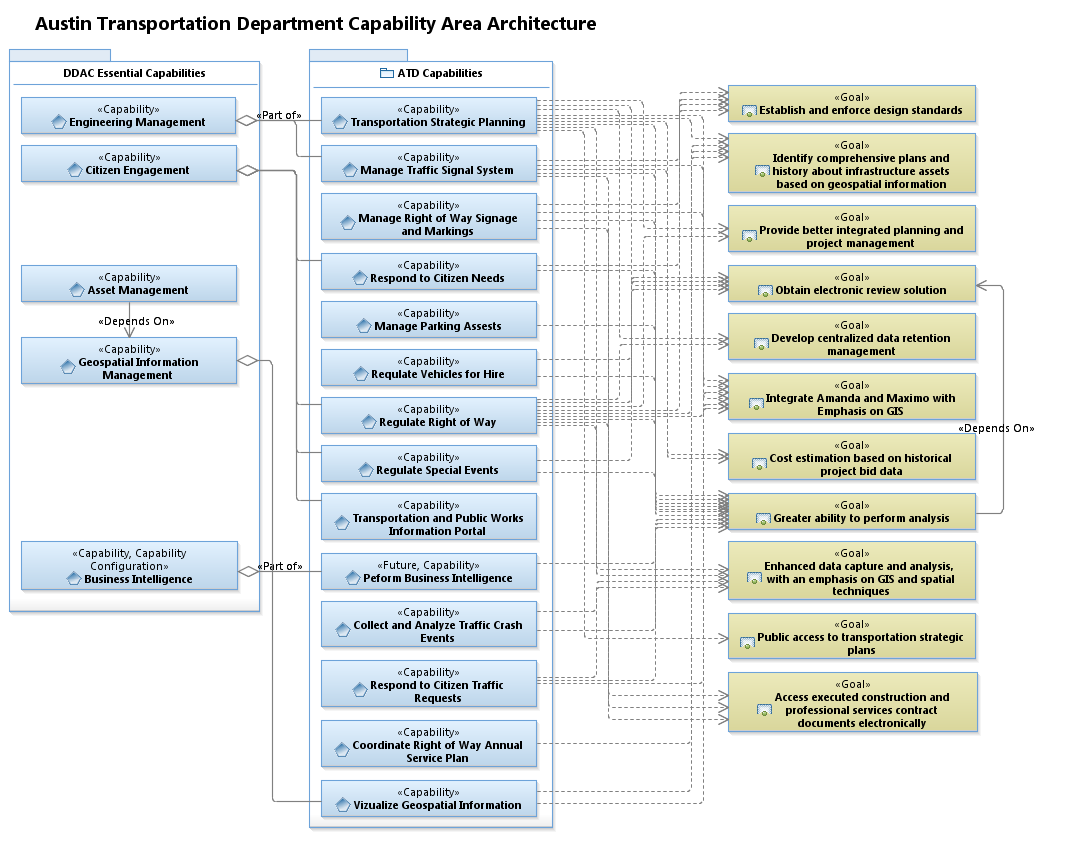 Austin Transportation Department Capability Area Architecture
DDAC Essential Capabilities
«Capability»
Engineering Management
«Capability»
Citizen Engagement
«Capability»
Asset Management
«Depends On»
«Capability»
Geospatial Information
Management
«Capability, Capability
Configuration»
Business Intelligence
«Part of»
«Part of»
ATD Capabilities
«Capability»
Transportation Strategic Planning
«Capability»
Manage Traffic Signal System
«Capability»
Manage Right of Way Signage
and Markings
«Capability»
Respond to Citizen Needs
«Capability»
Manage Parking Assests
«Capability»
Requlate Vehicles for Hire
«Capability»
Regulate Right of Way
«Capability»
Regulate Special Events
«Capability»
Transportation and Public Works
Information Portal
«Future, Capability»
Peform Business Intelligence
«Capability»
Collect and Analyze Traffic Crash
Events
«Capability»
Respond to Citizen Traffic
Requests
«Capability»
Coordinate Right of Way Annual
Service Plan
«Capability»
Vizualize Geospatial Information
«Goal»
Establish and enforce design standards
«Goal»
Identify comprehensive plans and
history about infrastructure assets
based on geospatial information
«Goal»
Provide better integrated planning and
project management
«Goal»
Obtain electronic review solution
«Goal»
Develop centralized data retention
management
«Goal»
Integrate Amanda and Maximo with
Emphasis on GIS
«Depends On»
«Goal»
Cost estimation based on historical
project bid data
«Goal»
Greater ability to perform analysis
«Goal»
Enhanced data capture and analysis,
with an emphasis on GIS and spatial
techniques
«Goal»
Public access to transportation strategic
plans
«Goal»
Access executed construction and
professional services contract
documents electronically